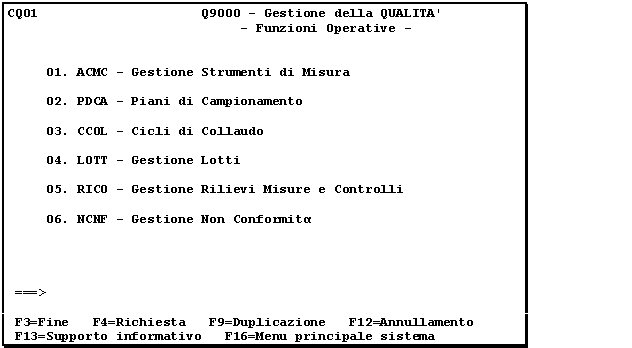 CQ01 Q9000 - Gestione della QUALITA'
- Funzioni Operative -
01. ACMC - Gestione Strumenti di Misura
02. PDCA - Piani di Campionamento
03. CCOL - Cicli di Collaudo
04. LOTT - Gestione Lotti
05. RICO - Gestione Rilievi Misure e Controlli
06. NCNF - Gestione Non Conformitα
===>
F3=Fine F4=Richiesta F9=Duplicazione F12=Annullamento
F13=Supporto informativo F16=Menu principale sistema